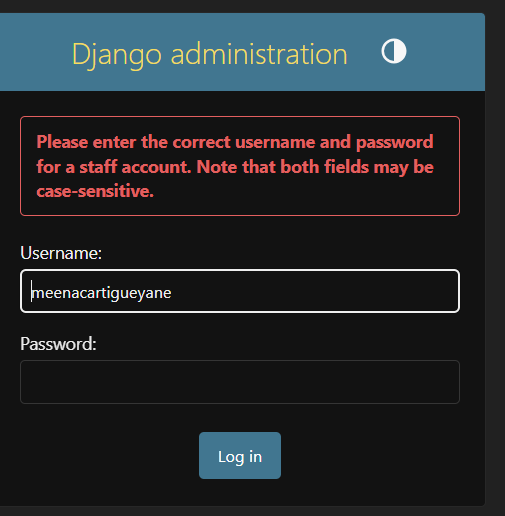 Django administration
Please enter the correct username and password
for a staff account. Note that both fields may be
case-sensitive.
Username:
meenacartigueyane
Password:
Log in